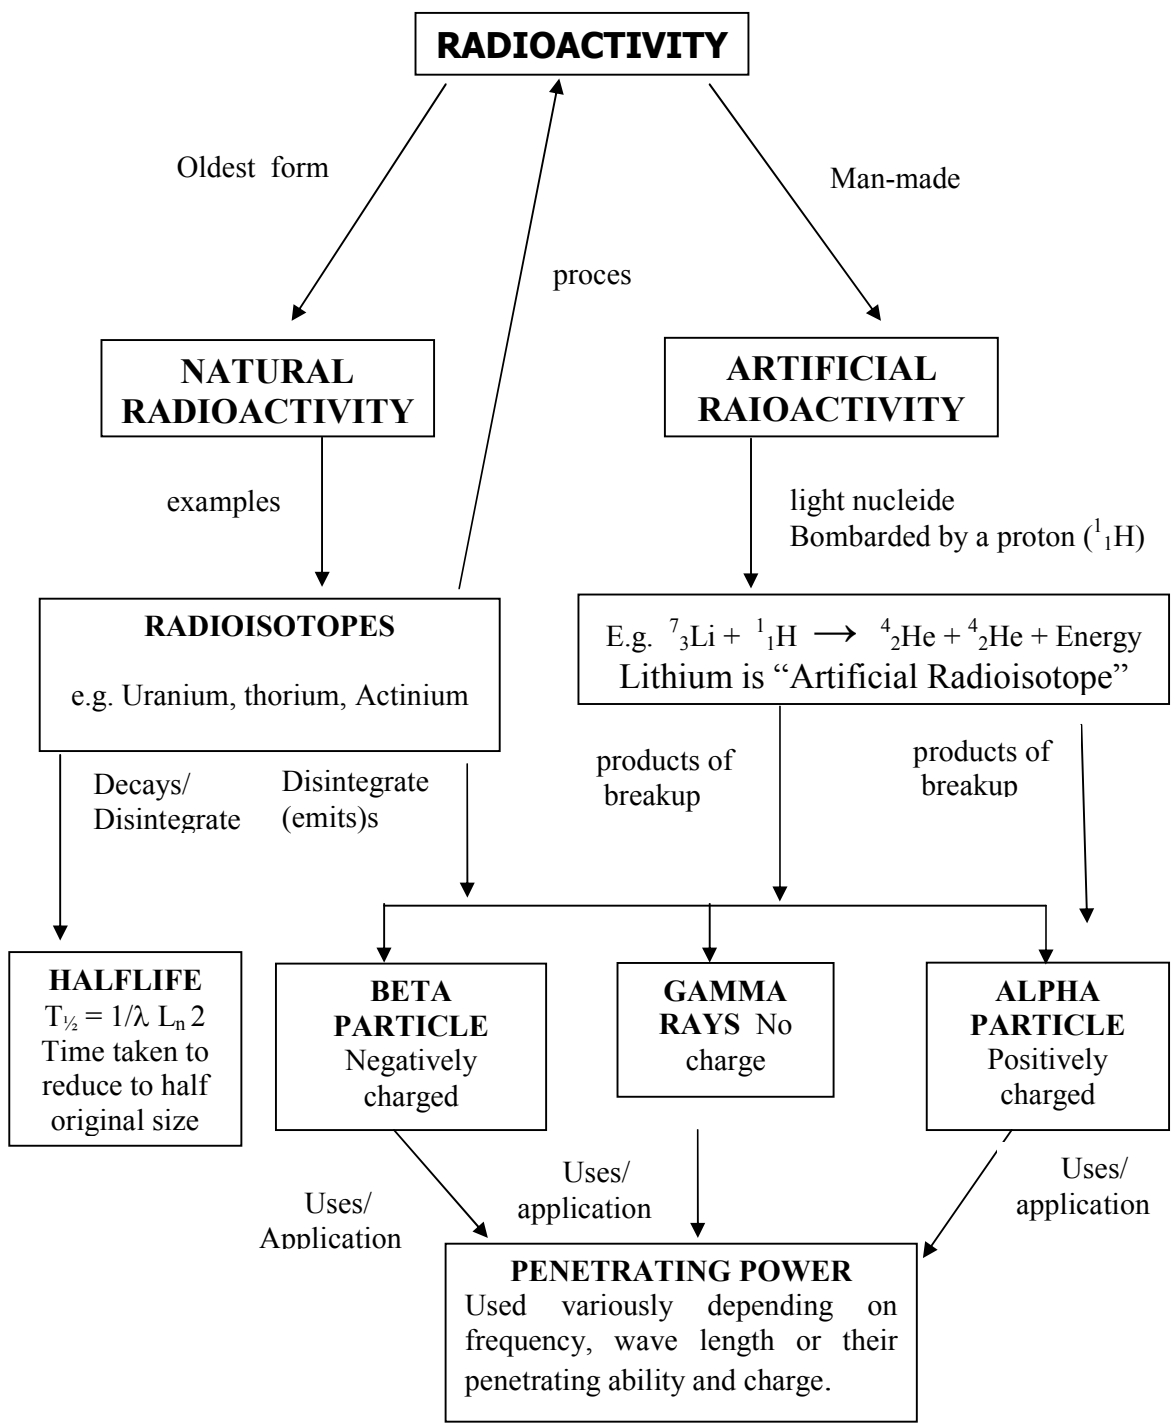 RADIOACTIVITY
Oldest form
Man-made
proces
NATURAL
RADIOACTIVITY
ARTIFICIAL
RAIOACTIVITY
examples
light nucleide
Bombarded by a proton (¹₁H)
RADIOISOTOPES
e.g. Uranium, thorium, Actinium
E.g. ⁷₃Li + ¹₁H → ⁴₂He + ⁴₂He + Energy
Lithium is “Artificial Radioisotope”
Decays/
Disintegrate
Disintegrate
(emits)s
products of
breakup
products of
breakup
HALFLIFE
T½ = 1/λ Lₙ 2
Time taken to
reduce to half
original size
BETA
PARTICLE
Negatively
charged
GAMMA
RAYS No
charge
ALPHA
PARTICLE
Positively
charged
Uses/
Application
Uses/
application
Uses/
application
PENETRATING POWER
Used variously depending on
frequency, wave length or their
penetrating ability and charge.